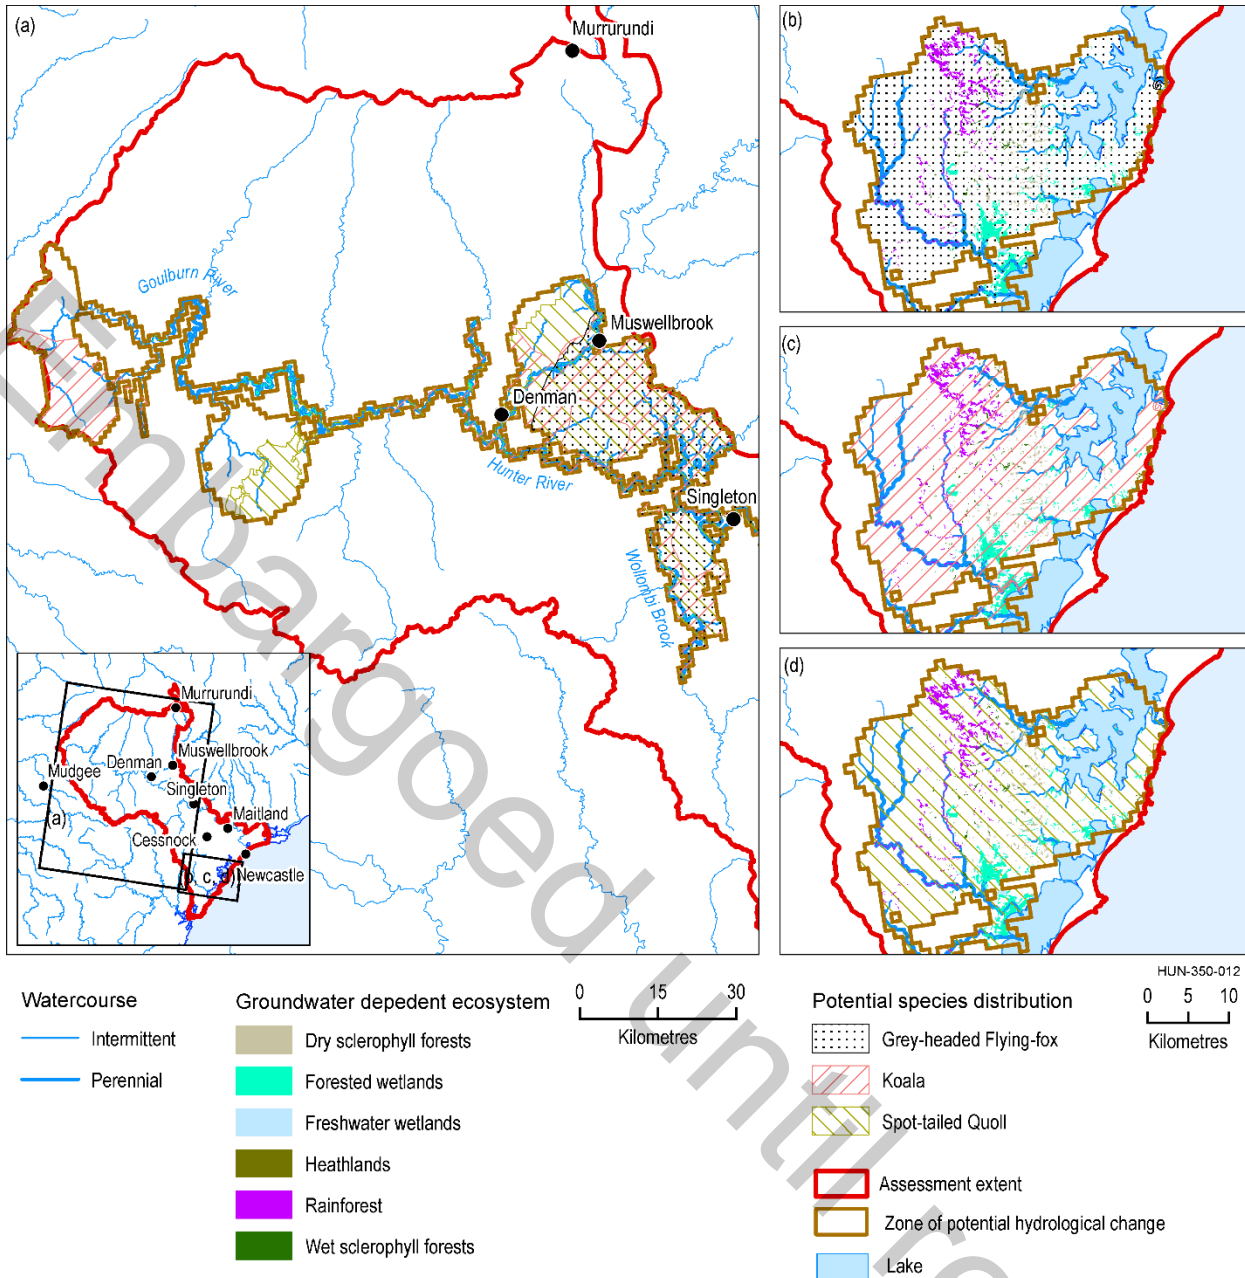 (a)
Murrurundi
Goulburn River
Muswellbrook
Denman
Hunter River
Singleton
Wollombi Brook
Murrurundi
Muswellbrook
Denman
Mudgee
Singleton
(a)
Maitland
Cessnock
Newcastle
c, d)
(b)
(c)
(d)
HUN-350-012
Watercourse
Intermittent
Perennial
Groundwater depedent ecosystem
Dry sclerophyll forests
Forested wetlands
Freshwater wetlands
Heathlands
Rainforest
Wet sclerophyll forests
0 15 30
Kilometres
Potential species distribution
Grey-headed Flying-fox
Koala
Spot-tailed Quoll
Assessment extent
Zone of potential hydrological change
Lake
0 5 10
Kilometres
Embargoed until re